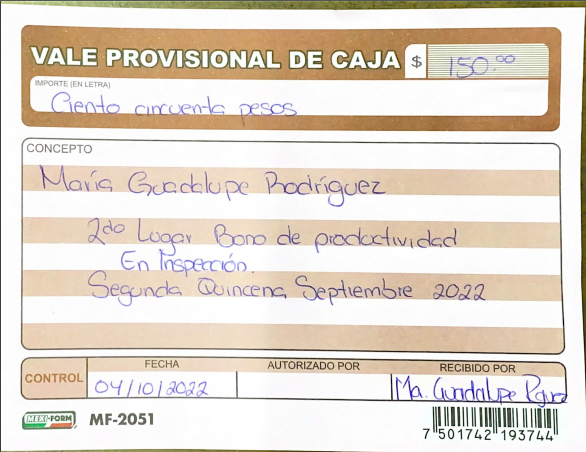 VALE PROVISIONAL DE CAJA $ 150.00
IMPORTE (EN LETRA)
Ciento cincuenta pesos
CONCEPTO
María Guadalupe Rodríguez
2do Lugar Bono de productividad
En Inspección.
Segunda Quincena Septiembre 2022
CONTROL FECHA AUTORIZADO POR RECIBIDO POR
04/10/2022 Ma. Guadalupe Rguez
MEXI-FORM MF-2051
7 501742 193744